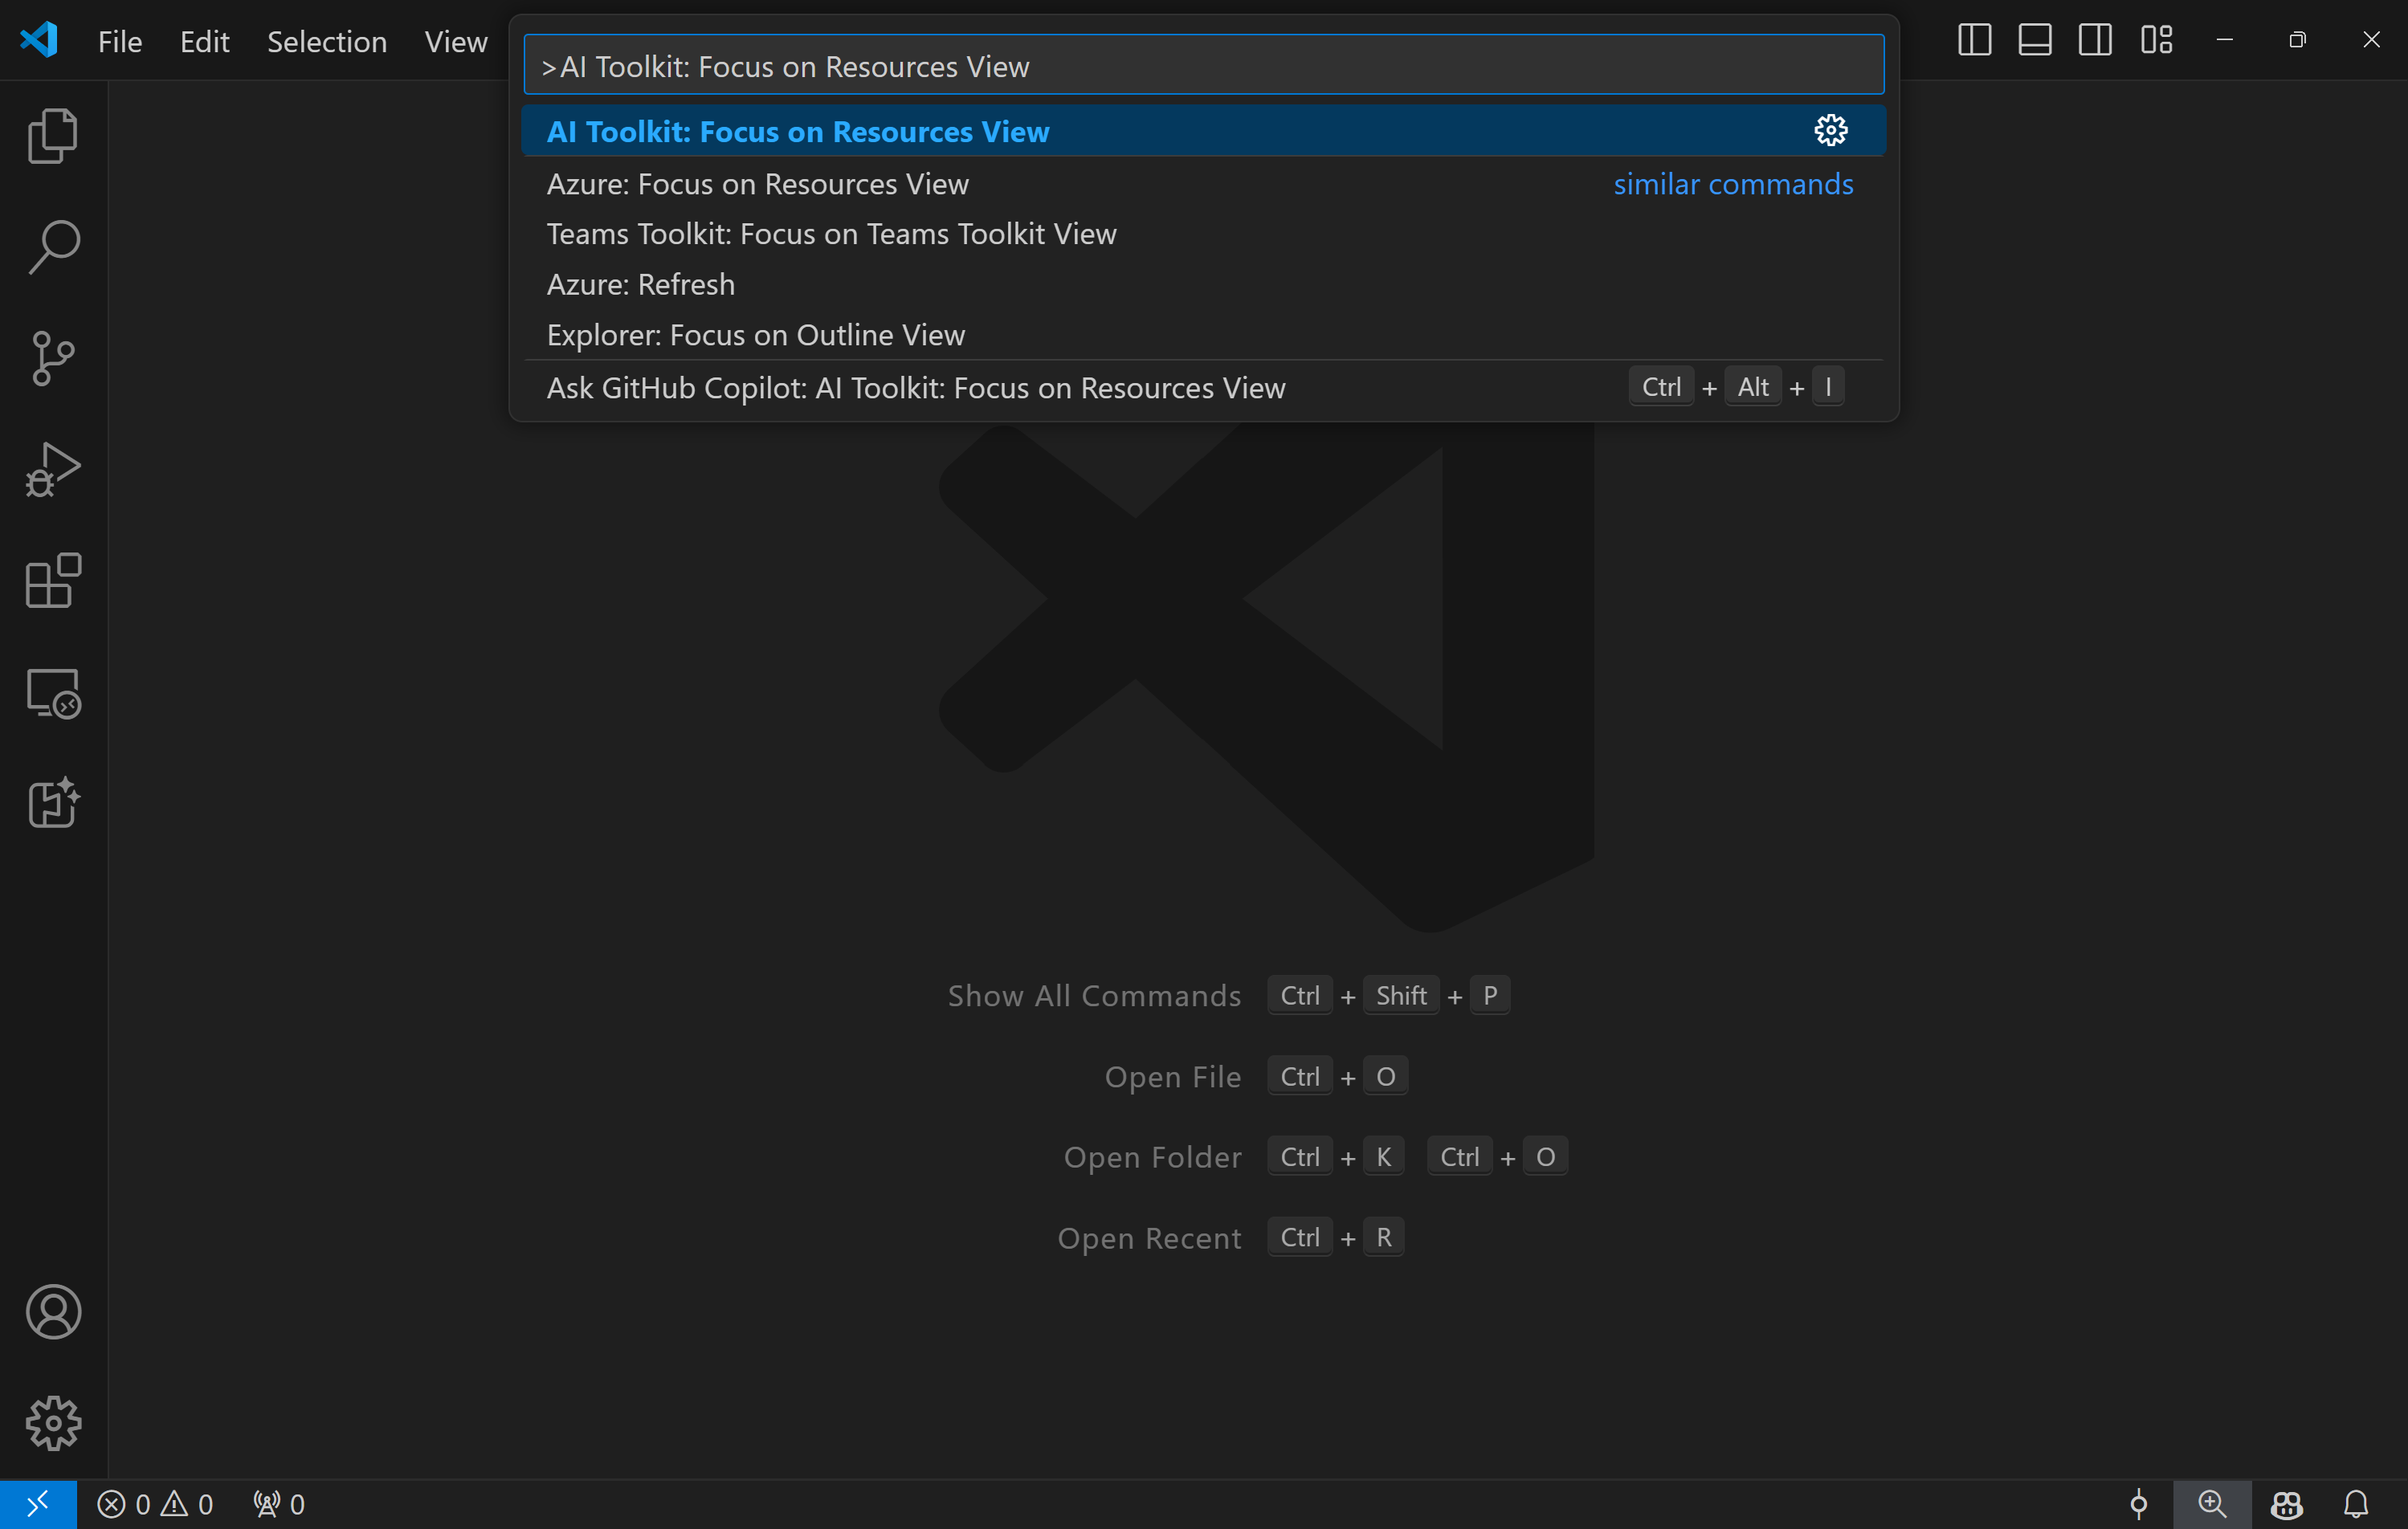 File Edit Selection View
>AI Toolkit: Focus on Resources View
AI Toolkit: Focus on Resources View
Azure: Focus on Resources View similar commands
Teams Toolkit: Focus on Teams Toolkit View
Azure: Refresh
Explorer: Focus on Outline View
Ask GitHub Copilot: AI Toolkit: Focus on Resources View Ctrl + Alt + I
Show All Commands Ctrl + Shift + P
Open File Ctrl + O
Open Folder Ctrl + K Ctrl + O
Open Recent Ctrl + R
0 0 0